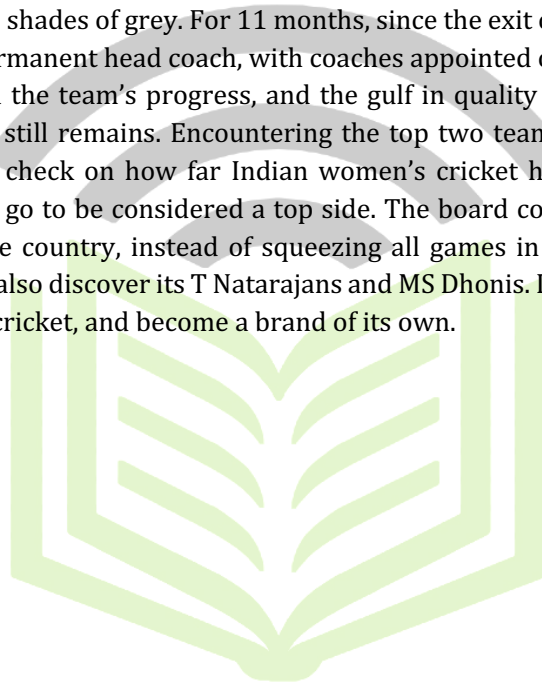 shades of grey. For 11 months, since the exit
rmanent head coach, with coaches appointed
the team's progress, and the gulf in quality
still remains. Encountering the top two team
check on how far Indian women's cricket h
go to be considered a top side. The board co
e country, instead of squeezing all games in
also discover its T Natarajans and MS Dhonis.
cricket, and become a brand of its own.